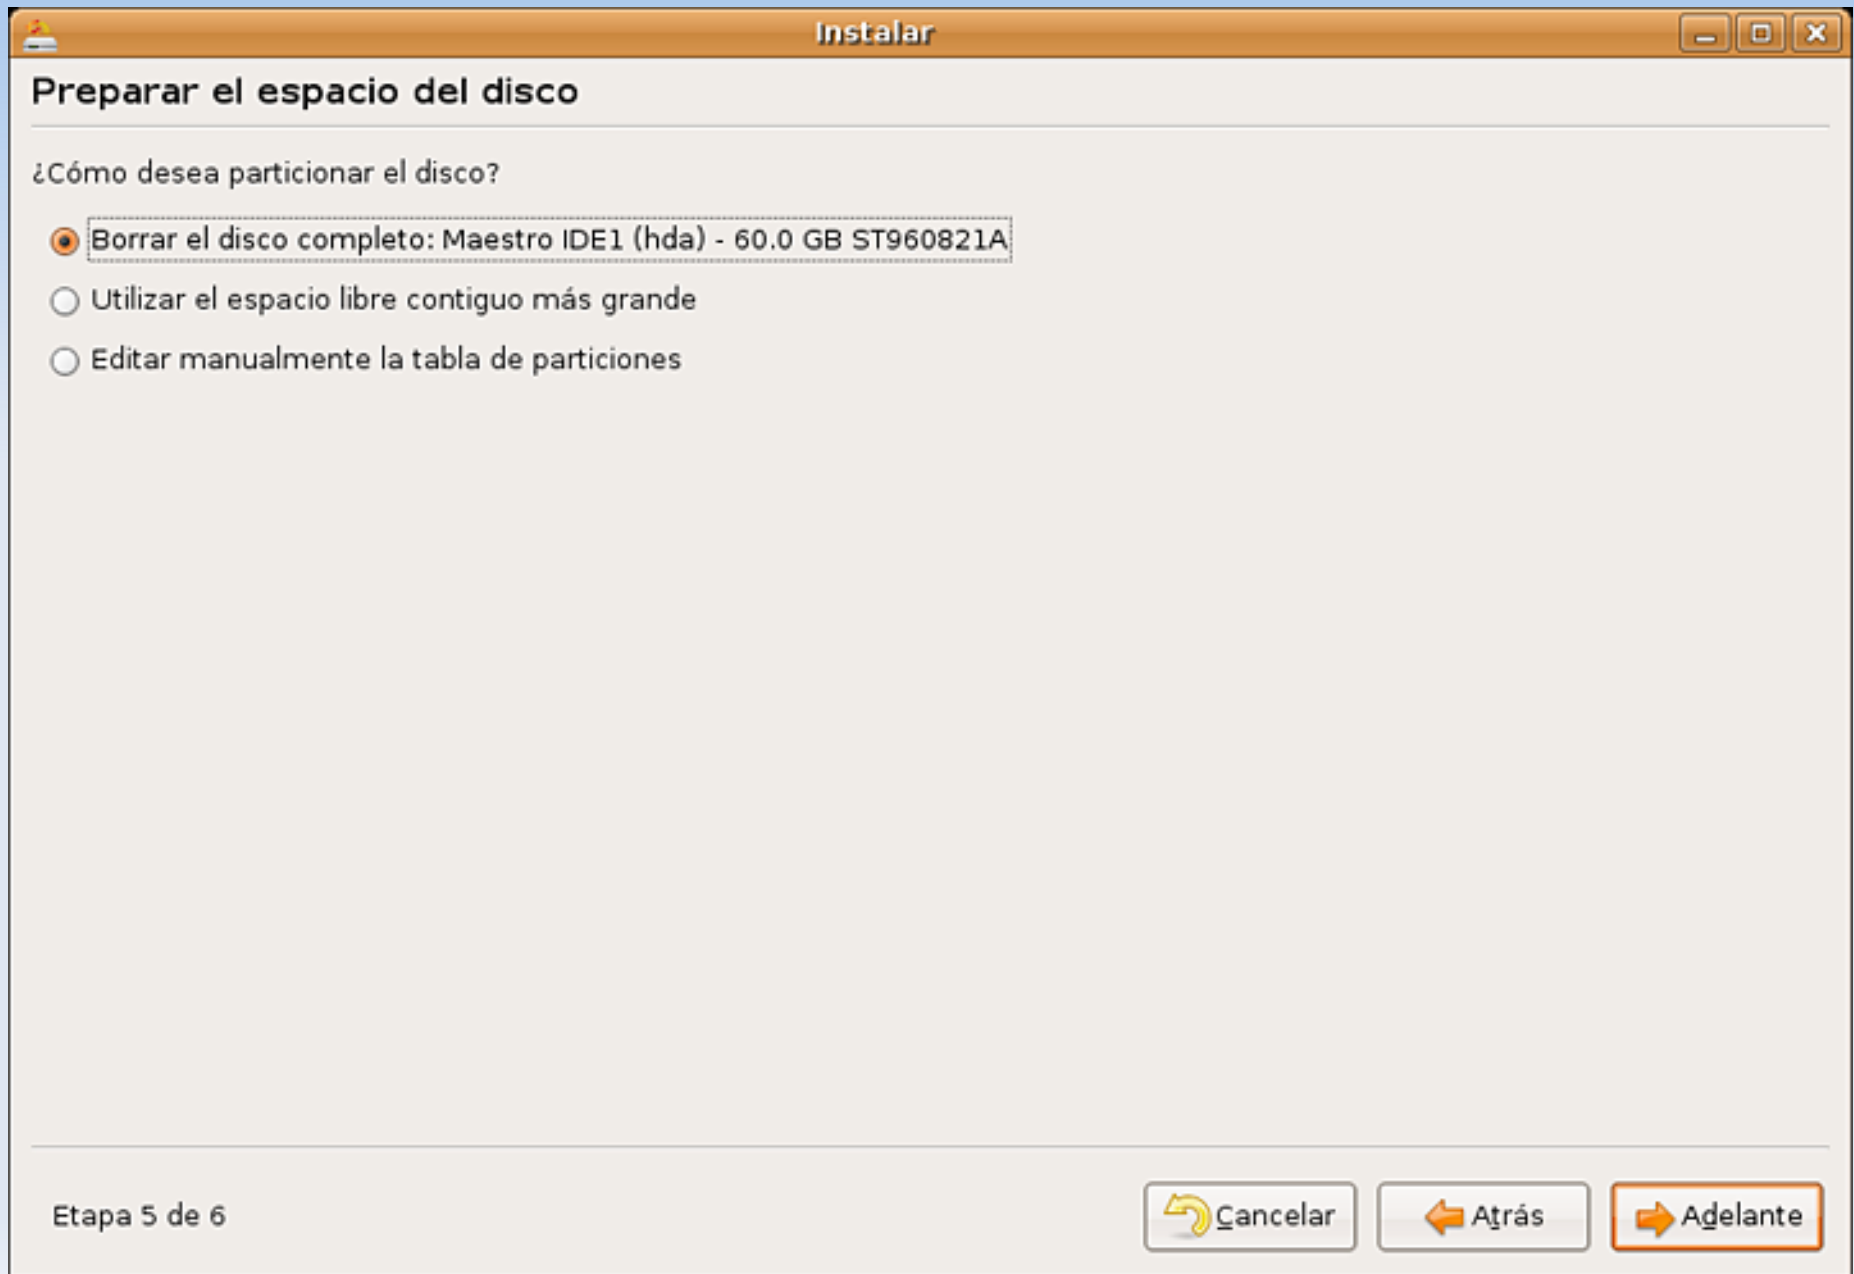 Instalar
Preparar el espacio del disco
¿Cómo desea particionar el disco?
Borrar el disco completo: Maestro IDE1 (hda) - 60.0 GB ST960821A
Utilizar el espacio libre contiguo más grande
Editar manualmente la tabla de particiones
Etapa 5 de 6
Cancelar
Atrás
Adelante